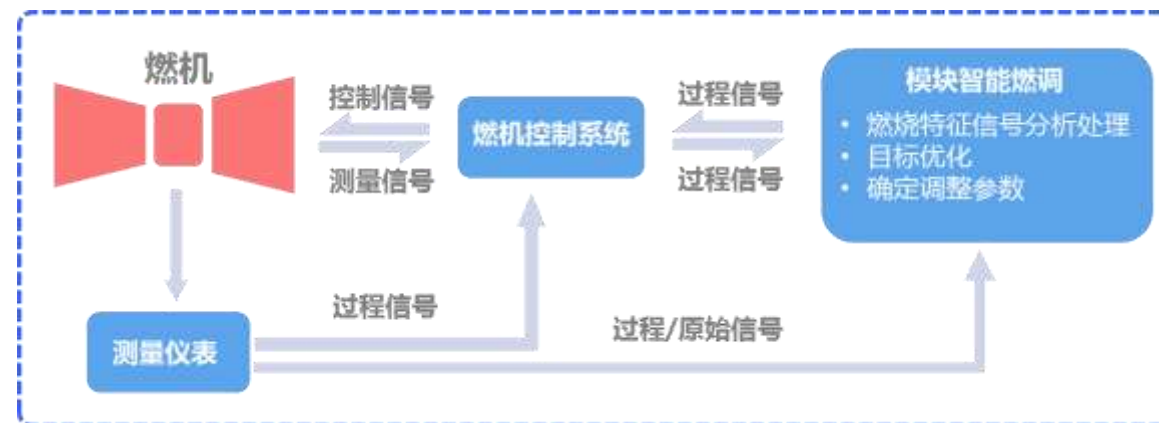 燃机
控制信号
测量信号
燃机控制系统
过程信号
过程信号
模块智能燃调
• 燃烧特征信号分析处理
• 目标优化
• 确定调整参数
测量仪表
过程信号
过程/原始信号